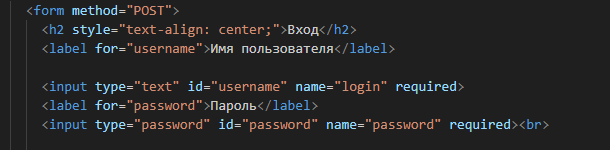 <form method="POST">
<h2 style="text-align: center;">Вход</h2>
<label for="username">Имя пользователя</label>
<input type="text" id="username" name="login" required>
<label for="password">Пароль</label>
<input type="password" id="password" name="password" required><br>